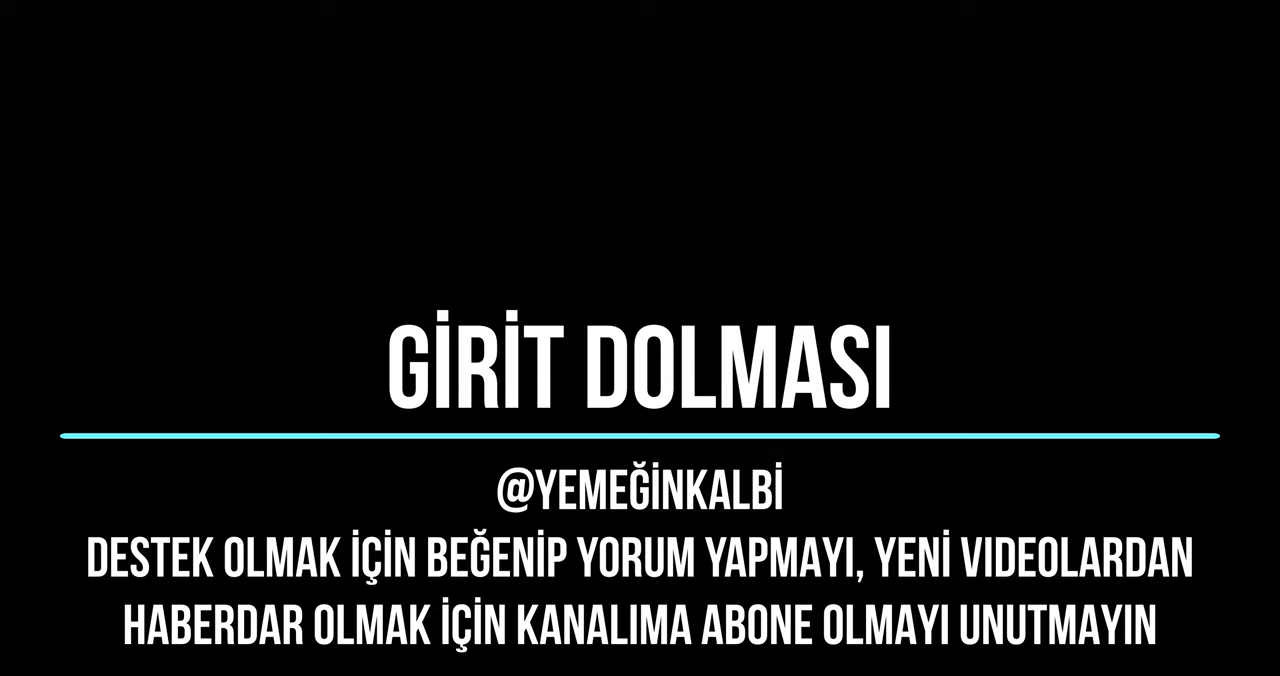 GİRİT DOLMASI
@YEMEĞİNKALBİ
DESTEK OLMAK İÇİN BEĞENİP YORUM YAPMAYI, YENİ VIDEOLARDAN
HABERDAR OLMAK İÇİN KANALIMA ABONE OLMAYI UNUTMAYIN